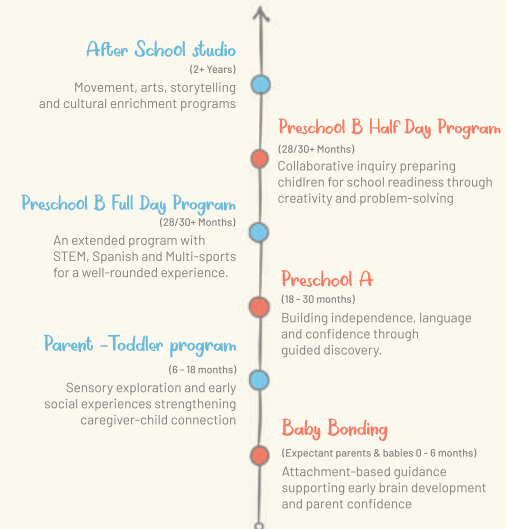 After School studio
(2+ Years)
Movement, arts, storytelling
and cultural enrichment programs
Preschool B Half Day Program
(28/30+ Months)
Collaborative inquiry preparing
chidlren for school readiness through
creativity and problem-solving
Preschool B Full Day Program
(28/30+ Months)
An extended program with
STEM, Spanish and Multi-sports
for a well-rounded experience.
Preschool A
(18 - 30 months)
Building independence, language
and confidence through
guided discovery.
Parent -Toddler program
(6 - 18 months)
Sensory exploration and early
social experiences strengthening
caregiver-child connection
Baby Bonding
(Expectant parents & babies 0 - 6 months)
Attachment-based guidance
supporting early brain development
and parent confidence